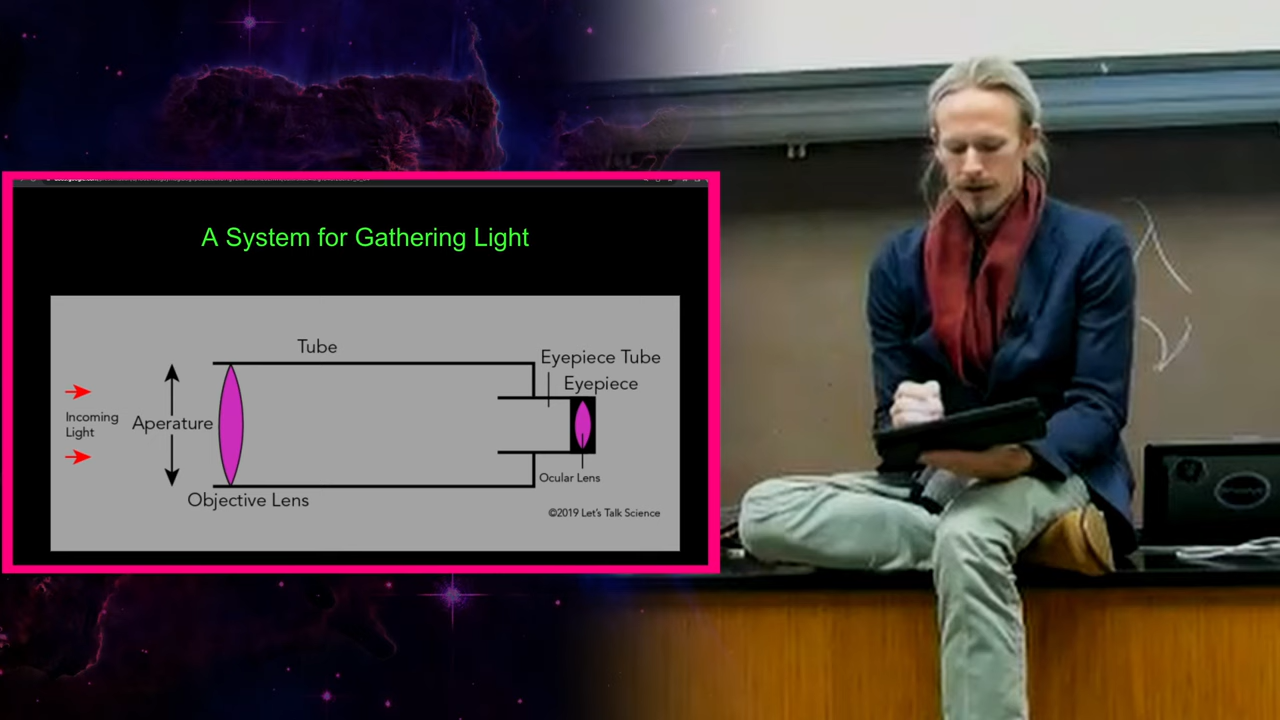 A System for Gathering Light
Tube
Eyepiece Tube
Eyepiece
Incoming
Light
Aperature
Ocular Lens
Objective Lens
©2019 Let's Talk Science